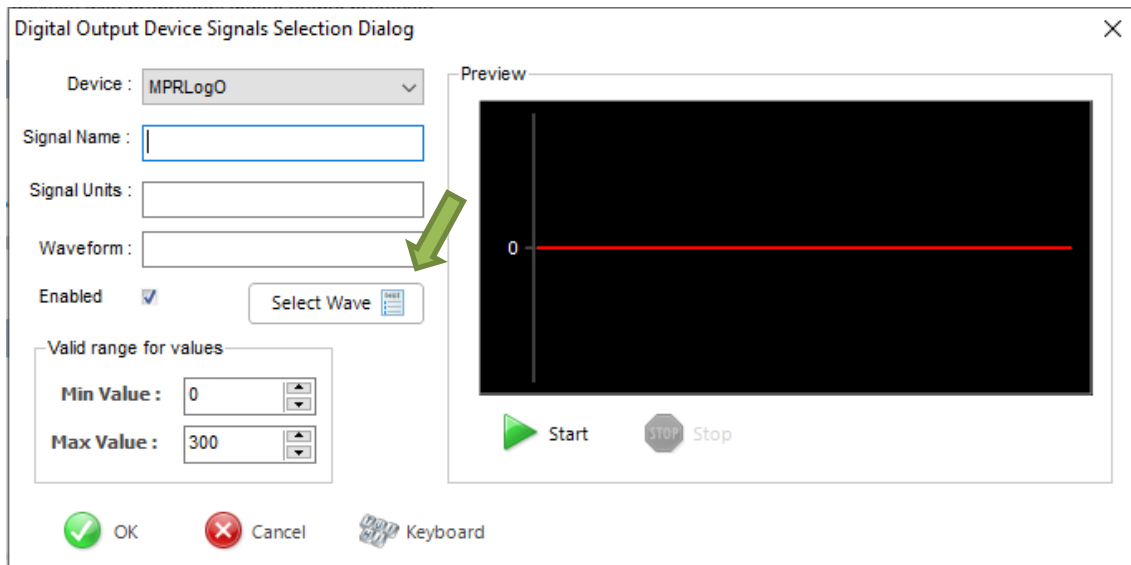 Digital Output Device Signals Selection Dialog
Device :
MPRLogO
Signal Name :
Signal Units :
Waveform :
Enabled
Select Wave
Valid range for values
Min Value :
0
Max Value :
300
Preview
0
Start
STOP
Stop
OK
Cancel
Keyboard